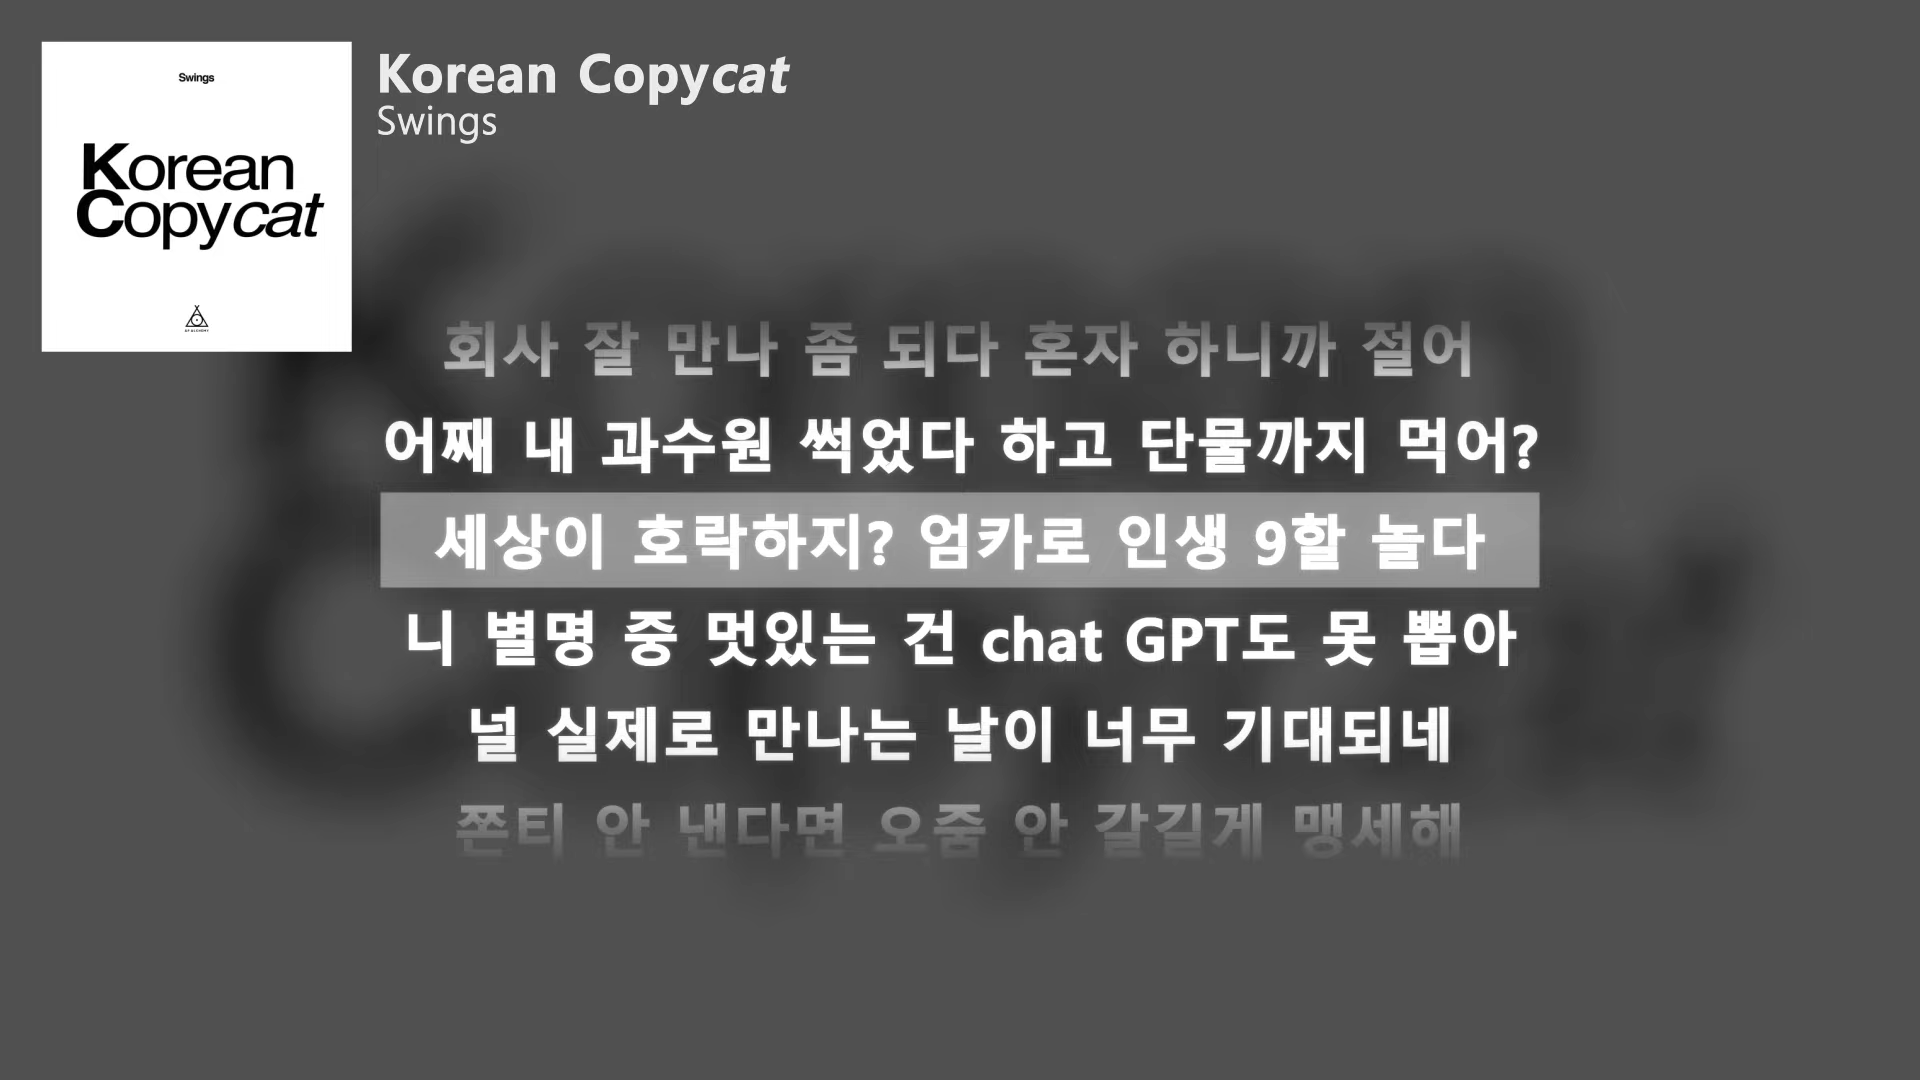 Swings
Korean
Copycat
Korean Copycat
Swings
회사 잘 만나 좀 되다 혼자 하니까 절어
어째 내 과수원 썩었다 하고 단물까지 먹어?
세상이 호락하지? 엄카로 인생 9할 놀다
니 별명 중 멋있는 건 chat GPT도 못 뽑아
널 실제로 만나는 날이 너무 기대되네
쫀티 안 낸다면 오줌 안 갈길게 맹세해